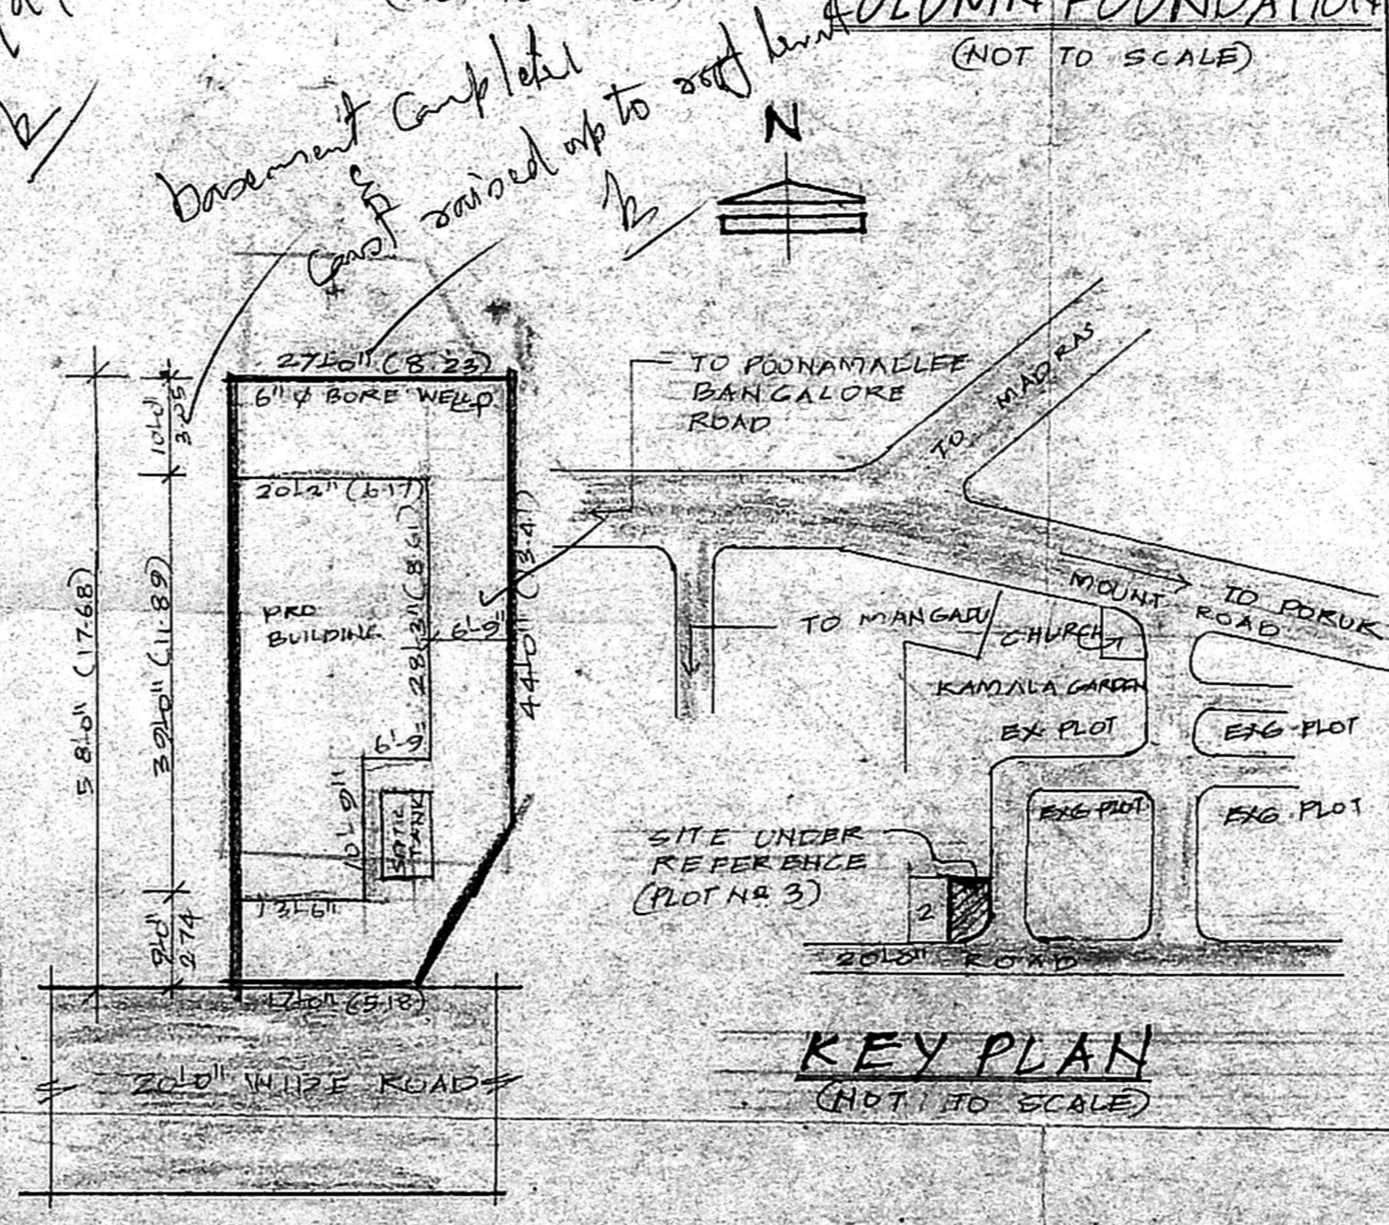 COLUMN FOUNDATION
(NOT TO SCALE)
basement completed
&
const raised up to roof level
N
27'-0" (8.23)
6" φ BORE WELL
10'-0"
3.05
20'-2" (6.17)
58'-0" (17.68)
39'-0" (11.89)
PRO
BUILDING
28'-3" (8.61)
6'-9"
44'-0" (13.41)
6'-9"
10'-9"
SEPTIC
TANK
13'-6"
9'-0"
2.74
17'-0" (5.18)
20'-0" WIDE ROAD
TO POONAMALLEE
BANGALORE
ROAD
TO MADRAS
MOUNT ROAD
TO PORUR
TO MANGADU
CHURCH
KAMALA GARDEN
EX. PLOT
EXG. PLOT
EXG. PLOT
EXG. PLOT
SITE UNDER
REFERENCE
(PLOT No. 3)
2
20'-0" ROAD
KEY PLAN
(NOT TO SCALE)